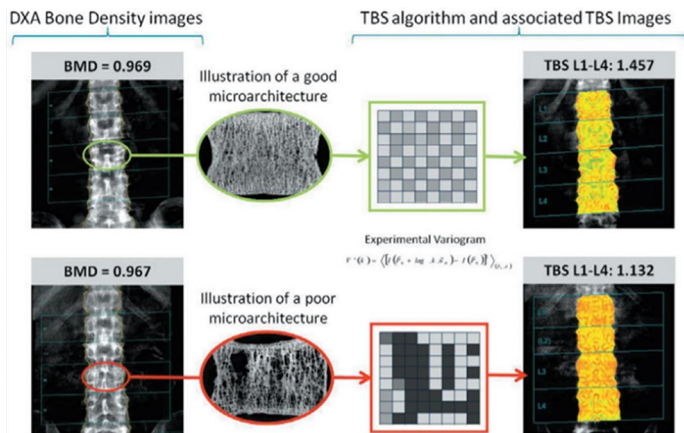 DXA Bone Density images
TBS algorithm and associated TBS Images
BMD = 0.969
Illustration of a good
microarchitecture
TBS L1-L4: 1.457
L1
L2
L3
L4
Experimental Variogram
BMD = 0.967
Illustration of a poor
microarchitecture
TBS L1-L4: 1.132
(L2)
L3
L4